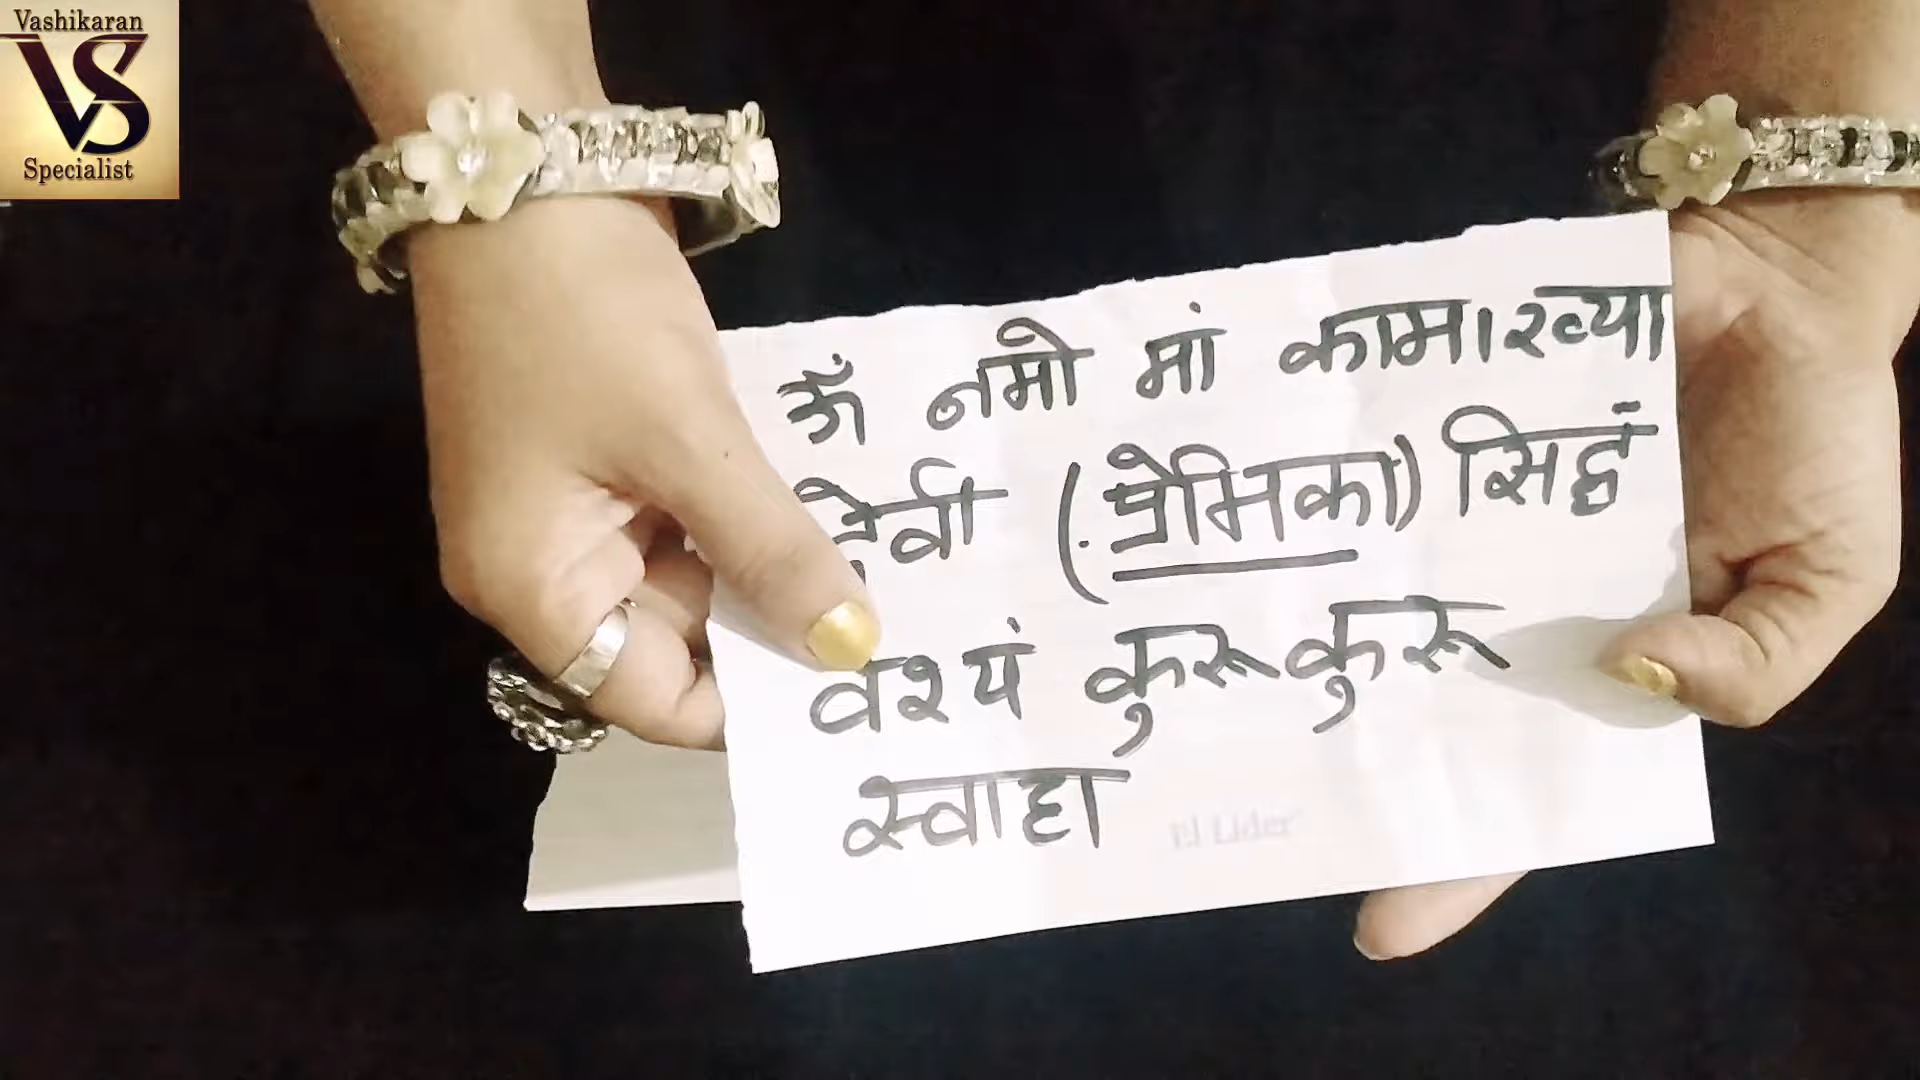 Vashikaran
VS
Specialist
ॐ नमो मां कामाख्या
देवी (प्रेमिका) सिद्धं
वश्यं कुरू कुरू
स्वाहा
El Lider